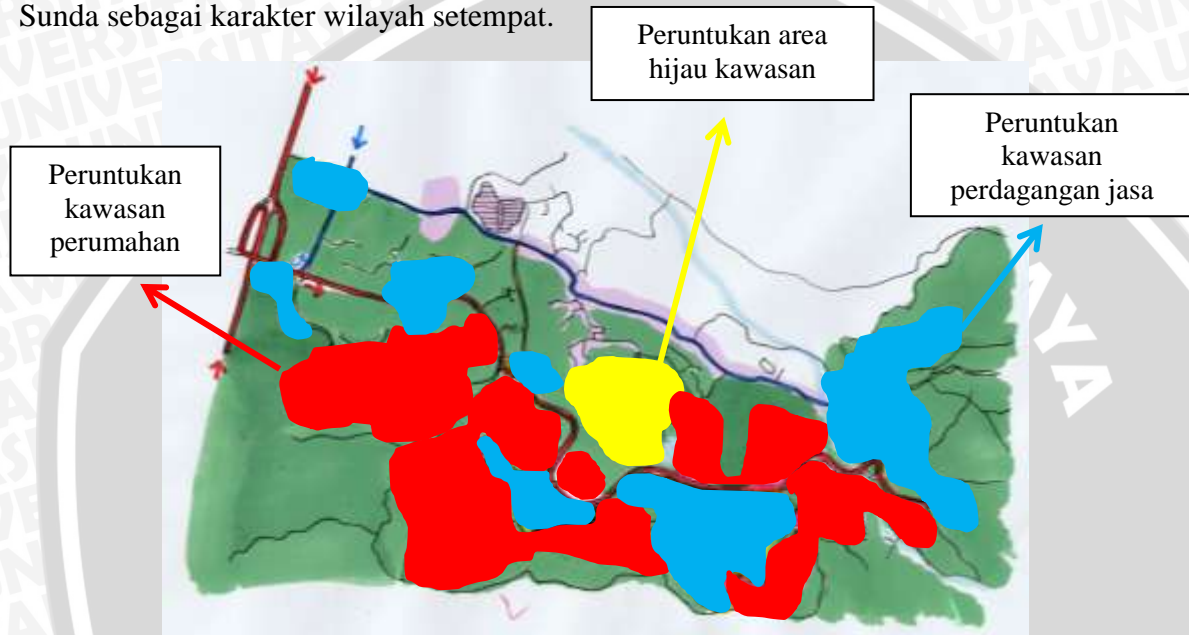 Sunda sebagai karakter wilayah setempat.
Peruntukan area
hijau kawasan
Peruntukan
kawasan
perdagangan jasa
Peruntukan
kawasan
perumahan